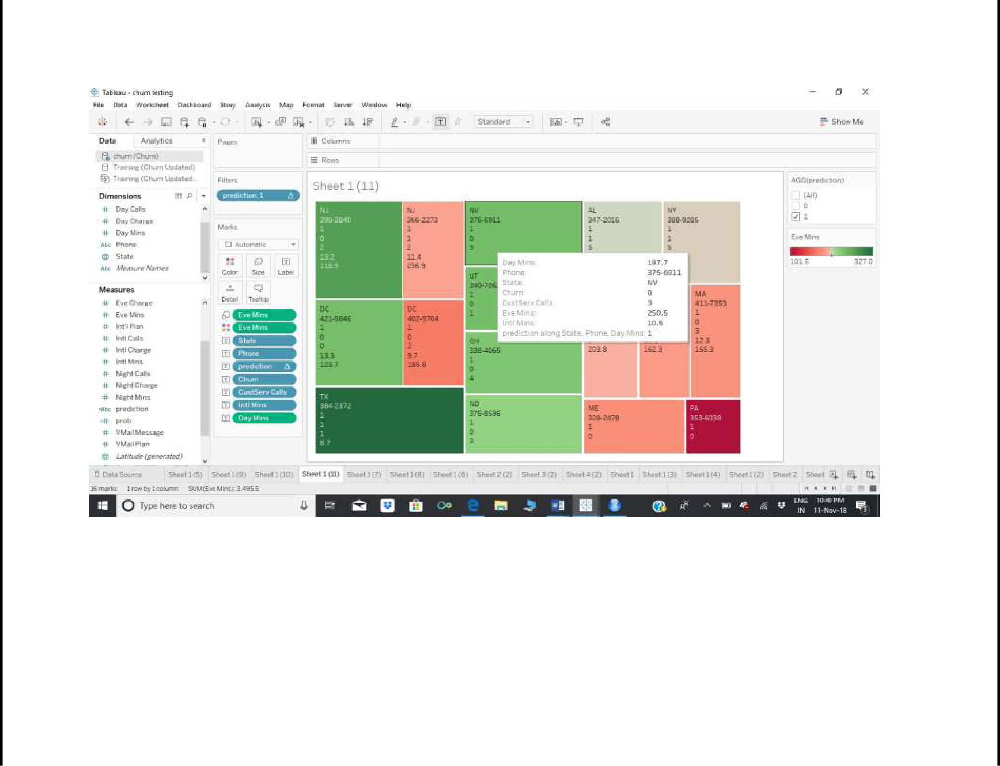 Tableau - churn testing
File Data Worksheet Dashboard Story Analysis Map Format Server Window Help
Standard
Show Me
Data Analytics
churn (Churn)
Training (Churn Updated)
Training (Churn Updated...
Dimensions
Day Calls
Day Charge
Day Mins
Abc Phone
State
Abc Measure Names
Measures
Eve Charge
Eve Mins
Int'l Plan
Intl Calls
Intl Charge
Intl Mins
Night Calls
Night Charge
Night Mins
prediction
prob
VMail Message
VMail Plan
Latitude (generated)
Pages
Filters
prediction: 1
Marks
Automatic
Color Size Label
Detail Tooltip
Eve Mins
Eve Mins
State
Phone
prediction
Churn
CustServ Calls
Intl Mins
Day Mins
Columns
Rows
Sheet 1 (11)
NJ
399-3840
1
0
2
13.2
118.9
NJ
366-2273
1
1
2
11.4
236.9
NV
375-6911
1
0
3
AL
347-2016
1
1
5
NY
388-9285
1
1
5
Day Mins: 197.7
Phone: 375-6911
State: NV
Churn: 0
CustServ Calls: 3
Eve Mins: 250.5
Intl Mins: 10.5
prediction along State, Phone, Day Mins: 1
UT
340-706
1
0
1
DC
421-9846
1
0
0
13.3
123.7
DC
402-9704
1
0
2
9.7
186.8
OH
338-4066
1
0
4
203.8
162.3
MA
411-7353
1
0
3
12.3
155.3
TX
384-2372
1
1
1
8.7
ND
375-8596
1
0
3
ME
328-2478
1
0
PA
353-6038
1
0
AGG(prediction)
(All)
0
1
Eve Mins
101.5 327.0
Data Source Sheet 1 (5) Sheet 1 (9) Sheet 1 (10) Sheet 1 (11) Sheet 1 (7) Sheet 1 (8) Sheet 1 (6) Sheet 2 (2) Sheet 3 (2) Sheet 4 (2) Sheet 1 Sheet 1 (3) Sheet 1 (4) Sheet 1 (2) Sheet 2 Sheet
16 marks 1 row by 1 column SUM(Eve Mins): 3,495.5
Type here to search
ENG
IN
10:40 PM
11-Nov-18